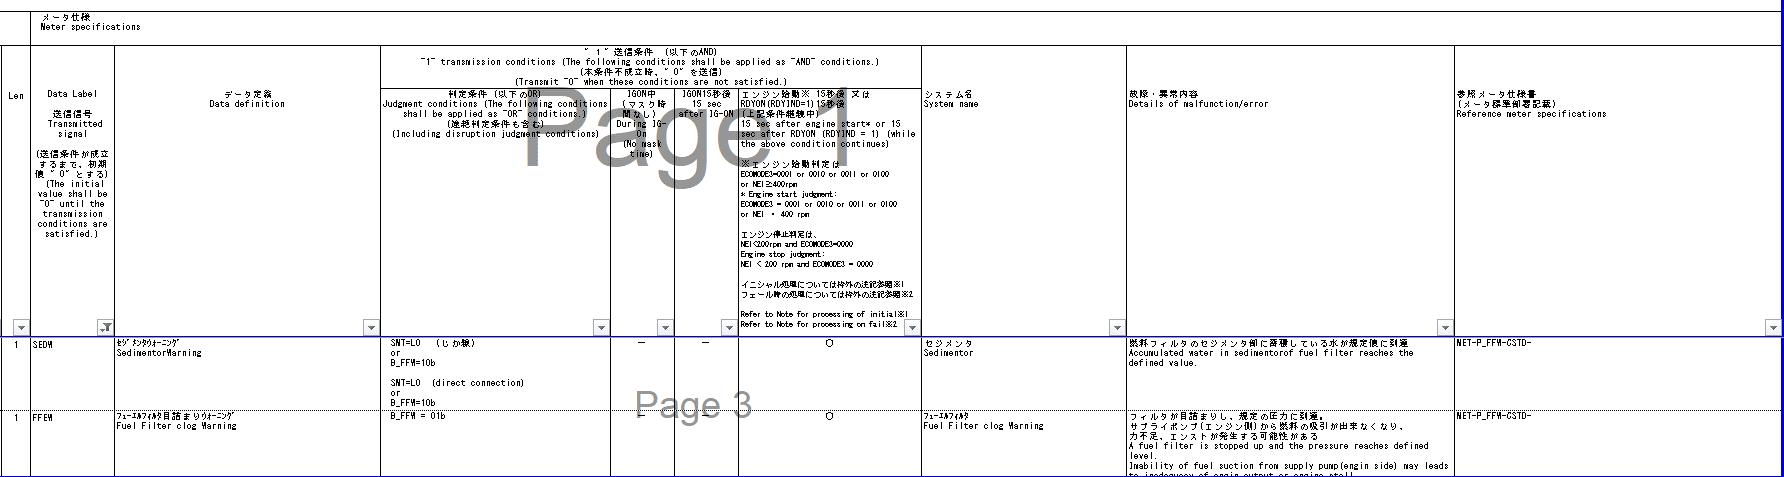 メータ仕様
Meter specifications
Len
Data Label
送信信号
Transmitted
signal
(送信条件が成立
するまで、初期
値 " 0" とする)
(The initial
value shall be
"0" until the
transmission
conditions are
satisfied.)
データ定義
Data definition
" 1 " 送信条件 (以下のAND)
"1" transmission conditions (The following conditions shall be applied as "AND" conditions.)
(本条件不成立時、" 0" を送信)
(Transmit "0" when these conditions are not satisfied.)
判定条件 (以下のOR)
Judgment conditions (The following conditions
shall be applied as "OR" conditions.)
(途絶判定条件も含む)
(Including disruption judgment conditions)
IGON中
(マスク時
間なし)
During IG-
On
(No mask
time)
IGON15秒後
15 sec
after IG-ON
エンジン始動※ 15秒後 又は
RDYON(RDYIND=1)15秒後
(上記条件継続中)
15 sec after engine start* or 15
sec after RDYON (RDYIND = 1) (while
the above condition continues)
※エンジン始動判定は
ECOMODE3=0001 or 0010 or 0011 or 0100
or NE1≧400rpm
* Engine start judgment:
ECOMODE3 = 0001 or 0010 or 0011 or 0100
or NE1 ・ 400 rpm
エンジン停止判定は、
NE1<200rpm and ECOMODE3=0000
Engine stop judgment:
NE1 < 200 rpm and ECOMODE3 = 0000
イニシャル処理については枠外の注記参照※1
フェール時の処理については枠外の注記参照※2
Refer to Note for processing of initial※1
Refer to Note for processing on fail※2
システム名
System name
故障・異常内容
Details of malfunction/error
参照メータ仕様書
(メータ標準部署記載)
Reference meter specifications
Page 1
1
SEDW
ｾｼﾞﾒﾝﾀｳｫｰﾆﾝｸﾞ
SedimentorWarning
SWT=LO (じか線)
or
B_FFW=10b
SWT=LO (direct connection)
or
B_FFW=10b
－
－
○
セジメンタ
Sedimentor
燃料フィルタのセジメンタ部に蓄積している水が規定値に到達
Accumulated water in sedimentorof fuel filter reaches the
defined value.
NET-P_FFW-CSTD-
1
FFEW
ﾌｭｰｴﾙﾌｨﾙﾀ目詰まりｳｫｰﾆﾝｸﾞ
Fuel Filter clog Warning
B_FFW = 01b
－
－
○
ﾌｭｰｴﾙﾌｨﾙﾀ
Fuel Filter clog Warning
フィルタが目詰まりし、規定の圧力に到達。
サプライポンプ(エンジン側)から燃料の吸引が出来なくなり、
力不足、エンストが発生する可能性がある
A fuel filter is stopped up and the pressure reaches defined
level.
Inability of fuel suction from supply pump(engin side) may leads
to inadequacy of engin output or engine stall.
NET-P_FFW-CSTD-
Page 3